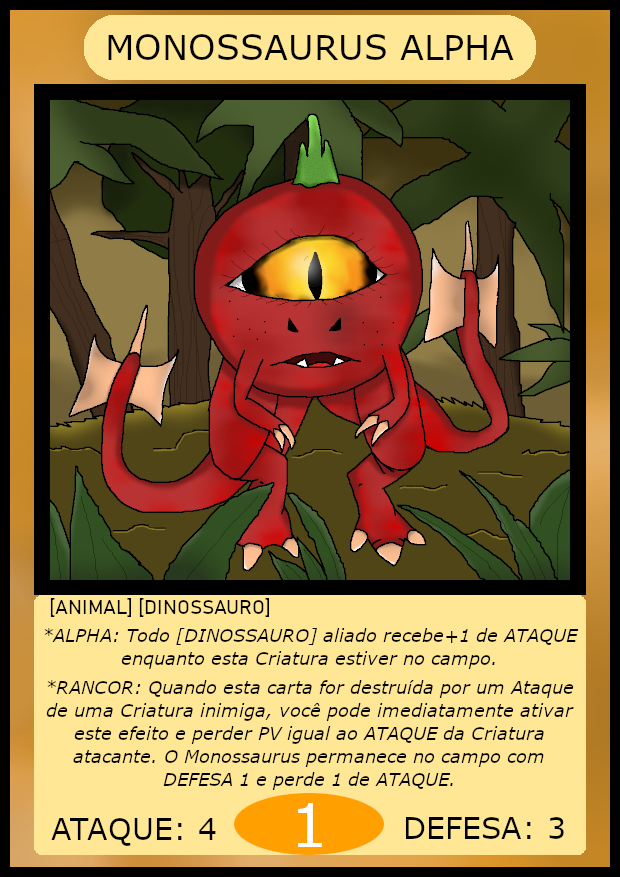 MONOSSAURUS ALPHA
[ANIMAL] [DINOSSAURO]
*ALPHA: Todo [DINOSSAURO] aliado recebe+1 de ATAQUE
enquanto esta Criatura estiver no campo.
*RANCOR: Quando esta carta for destruída por um Ataque
de uma Criatura inimiga, você pode imediatamente ativar
este efeito e perder PV igual ao ATAQUE da Criatura
atacante. O Monossaurus permanece no campo com
DEFESA 1 e perde 1 de ATAQUE.
ATAQUE: 4 1 DEFESA: 3